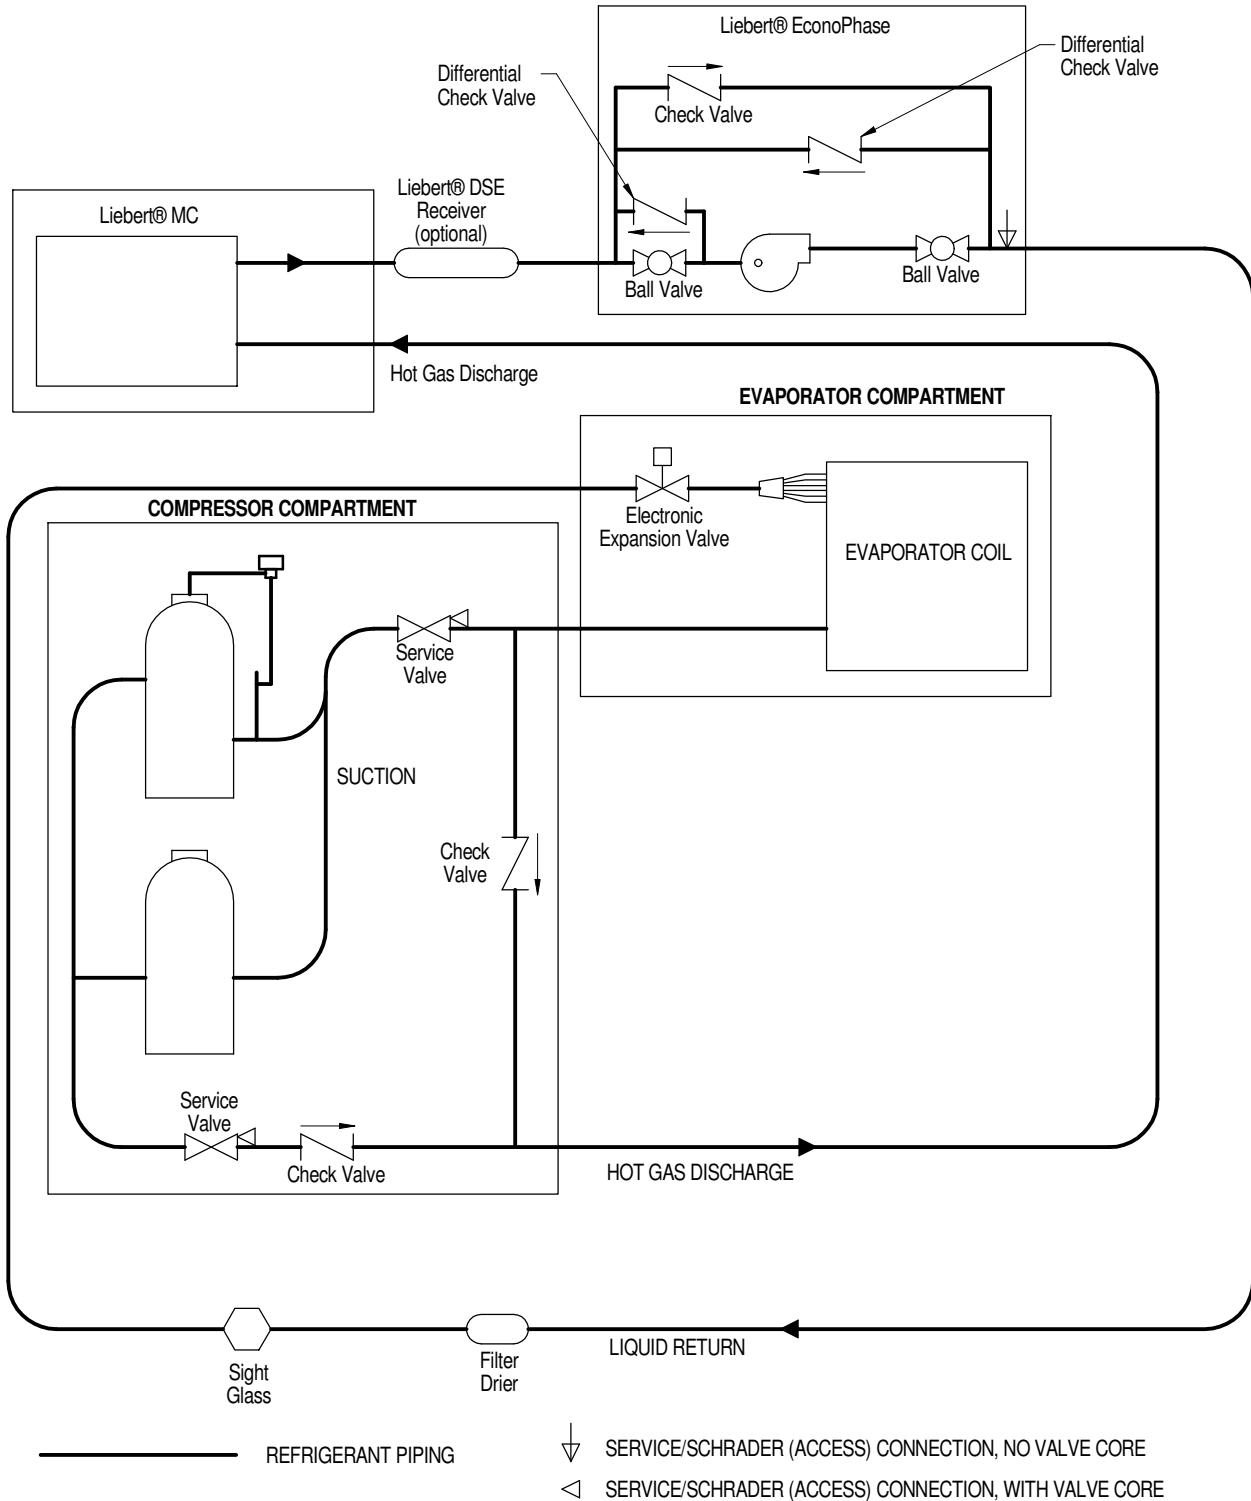 Liebert® EconoPhase
Differential
Check Valve
Differential
Check Valve
Check Valve
Liebert® MC
Liebert® DSE
Receiver
(optional)
Ball Valve
Ball Valve
Hot Gas Discharge
EVAPORATOR COMPARTMENT
COMPRESSOR COMPARTMENT
Electronic
Expansion Valve
EVAPORATOR COIL
Service
Valve
SUCTION
Check
Valve
Service
Valve
Check Valve
HOT GAS DISCHARGE
LIQUID RETURN
Sight
Glass
Filter
Drier
REFRIGERANT PIPING
SERVICE/SCHRADER (ACCESS) CONNECTION, NO VALVE CORE
SERVICE/SCHRADER (ACCESS) CONNECTION, WITH VALVE CORE